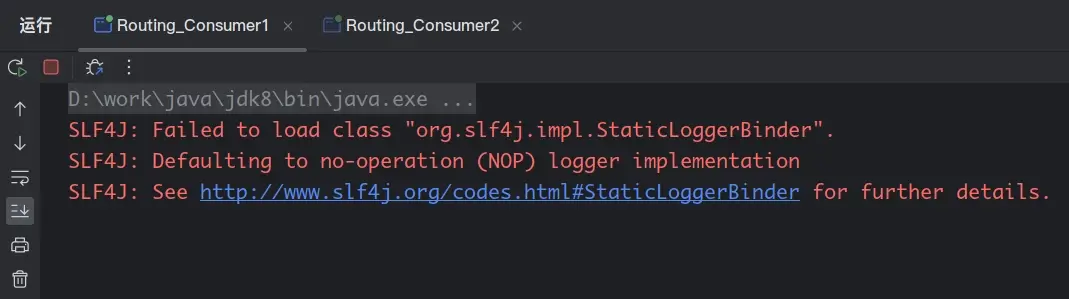 运行 Routing_Consumer1 Routing_Consumer2
D:\work\java\jdk8\bin\java.exe ...
SLF4J: Failed to load class "org.slf4j.impl.StaticLoggerBinder".
SLF4J: Defaulting to no-operation (NOP) logger implementation
SLF4J: See http://www.slf4j.org/codes.html#StaticLoggerBinder for further details.